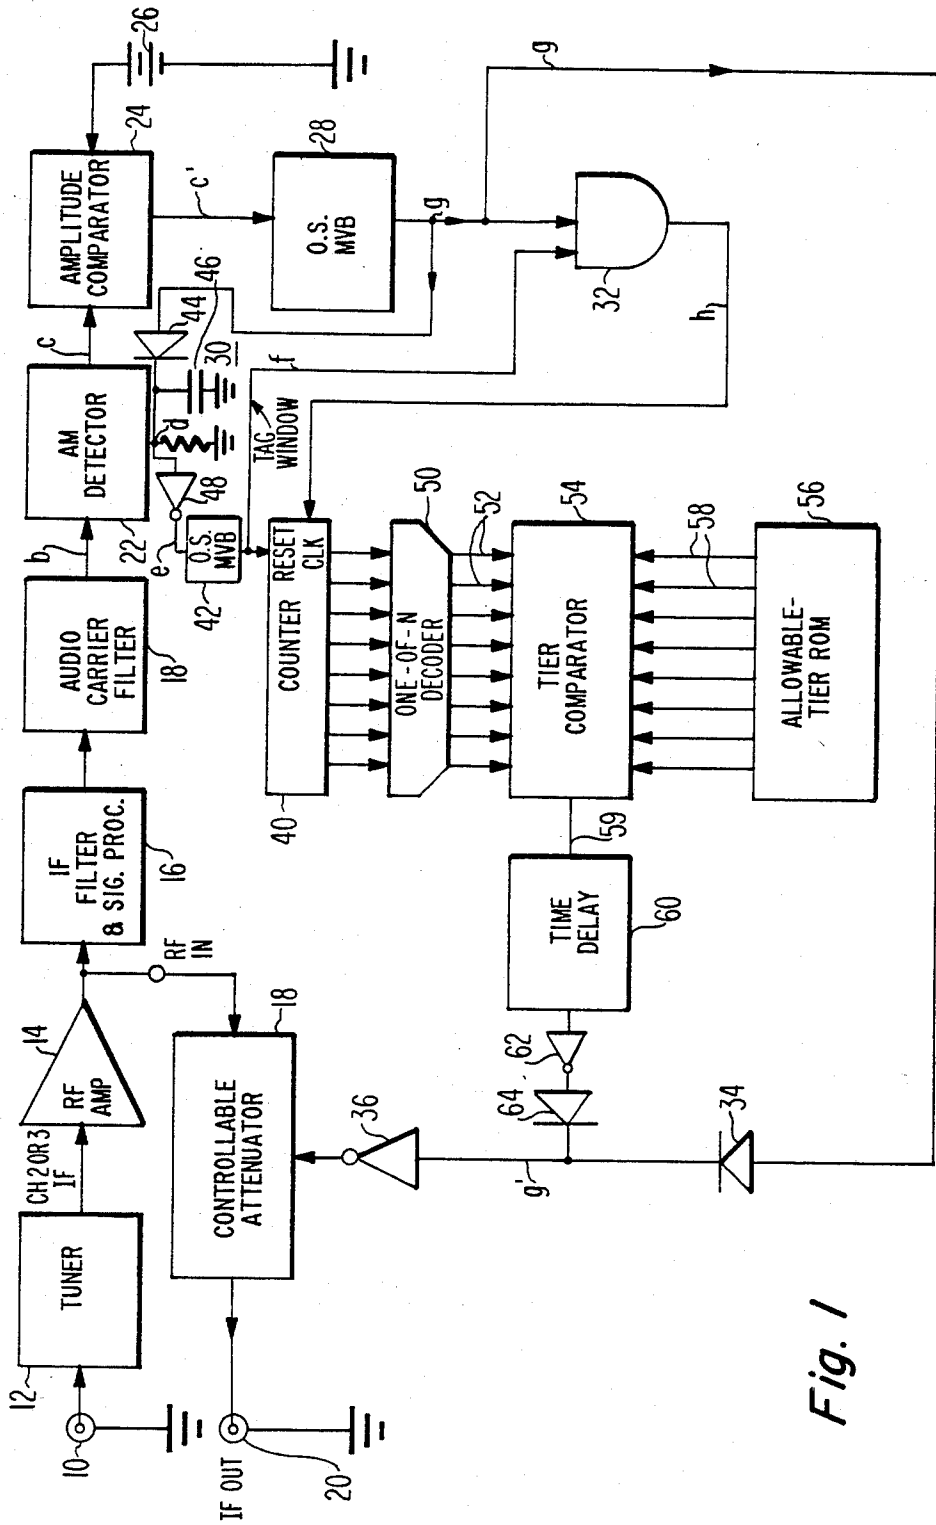 10
12
TUNER
CH 2 OR 3
IF
14
RF
AMP
IF
FILTER
& SIG. PROC.
16
AUDIO
CARRIER
FILTER
18
b
AM
DETECTOR
22
c
AMPLITUDE
COMPARATOR
24
26
RF
IN
IF OUT
20
CONTROLLABLE
ATTENUATOR
18
c'
O.S.
MVB
28
d
e
48
44
46
30
O.S.
MVB
42
TAG
WINDOW
f
g
g
32
h
COUNTER
RESET
CLK
40
ONE-OF-N
DECODER
50
52
TIER
COMPARATOR
54
58
ALLOWABLE-
TIER ROM
56
59
TIME
DELAY
60
62
64
36
g'
34
Fig. 1